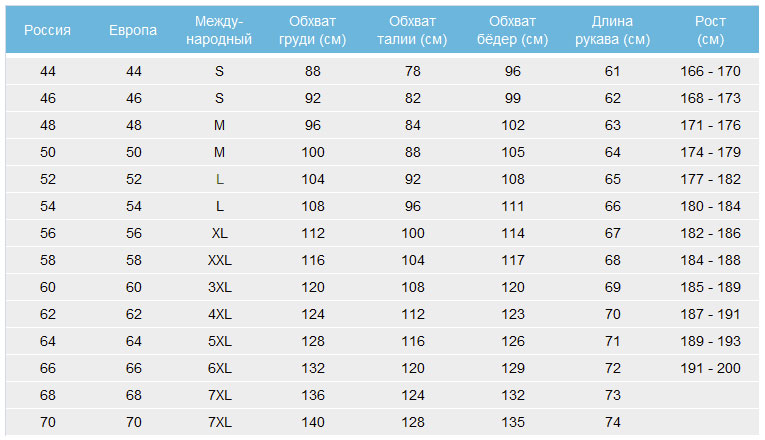 Россия Европа Между-народный Обхват груди (см) Обхват талии (см) Обхват бёдер (см) Длина рукава (см) Рост (см)
44 44 S 88 78 96 61 166 - 170
46 46 S 92 82 99 62 168 - 173
48 48 M 96 84 102 63 171 - 176
50 50 M 100 88 105 64 174 - 179
52 52 L 104 92 108 65 177 - 182
54 54 L 108 96 111 66 180 - 184
56 56 XL 112 100 114 67 182 - 186
58 58 XXL 116 104 117 68 184 - 188
60 60 3XL 120 108 120 69 185 - 189
62 62 4XL 124 112 123 70 187 - 191
64 64 5XL 128 116 126 71 189 - 193
66 66 6XL 132 120 129 72 191 - 200
68 68 7XL 136 124 132 73
70 70 7XL 140 128 135 74